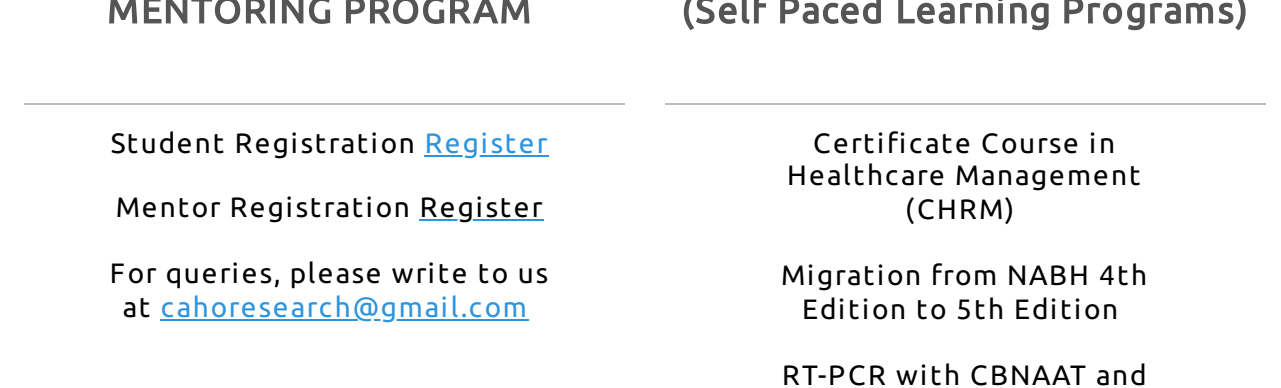 MENTORING PROGRAM
Student Registration Register
Mentor Registration Register
For queries, please write to us
at cahoresearch@gmail.com
(Self Paced Learning Programs)
Certificate Course in
Healthcare Management
(CHRM)
Migration from NABH 4th
Edition to 5th Edition
RT-PCR with CBNAAT and